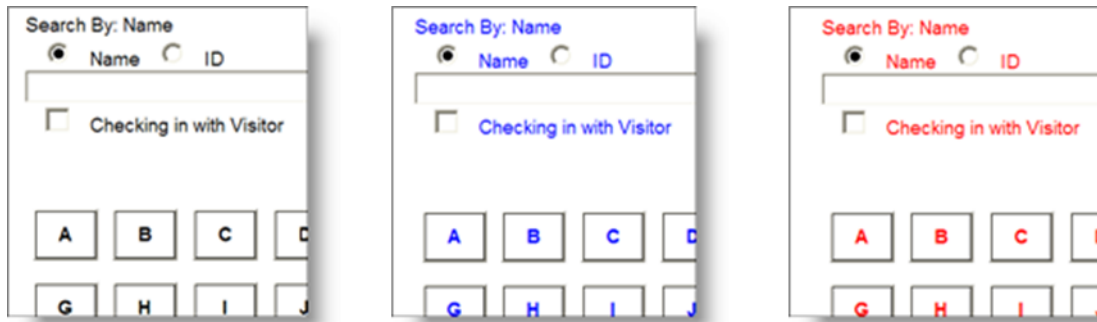 Search By: Name
Name ID
Checking in with Visitor
A B C D
G H I J
Search By: Name
Name ID
Checking in with Visitor
A B C D
G H I J
Search By: Name
Name ID
Checking in with Visitor
A B C
G H I